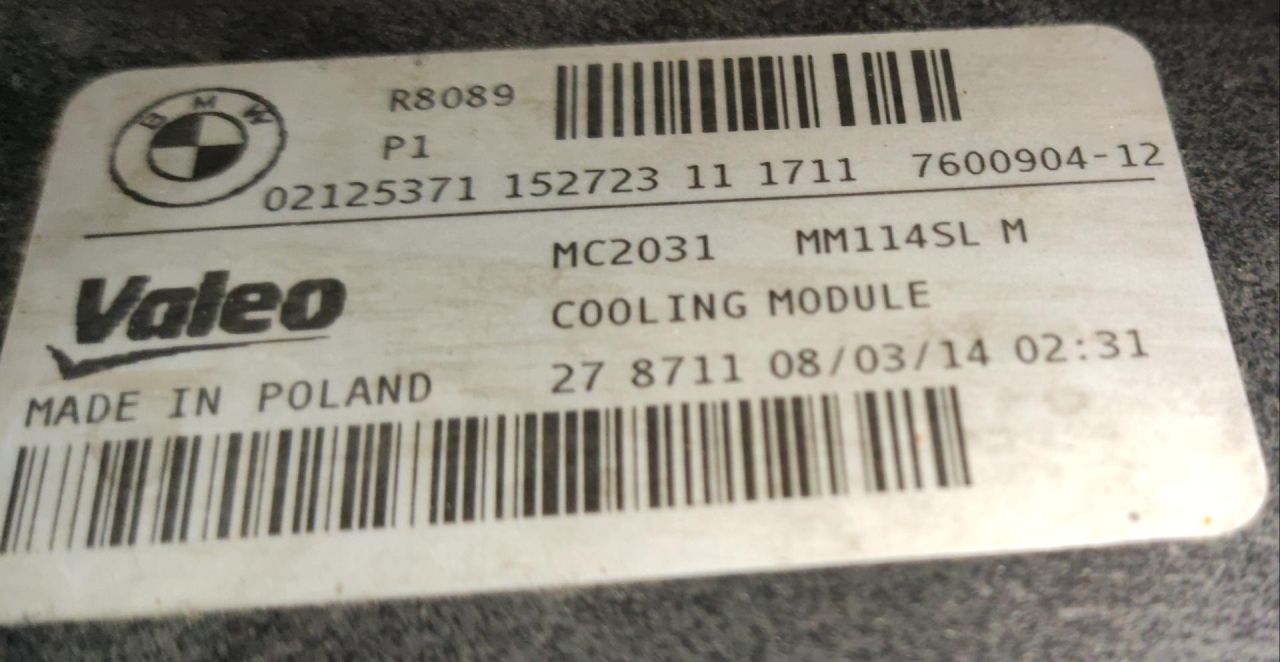 BMW
R8089
P1
02125371 152723 11 1711 7600904-12
MC2031 MM114SL M
Valeo
COOLING MODULE
27 8711 08/03/14 02:31
MADE IN POLAND